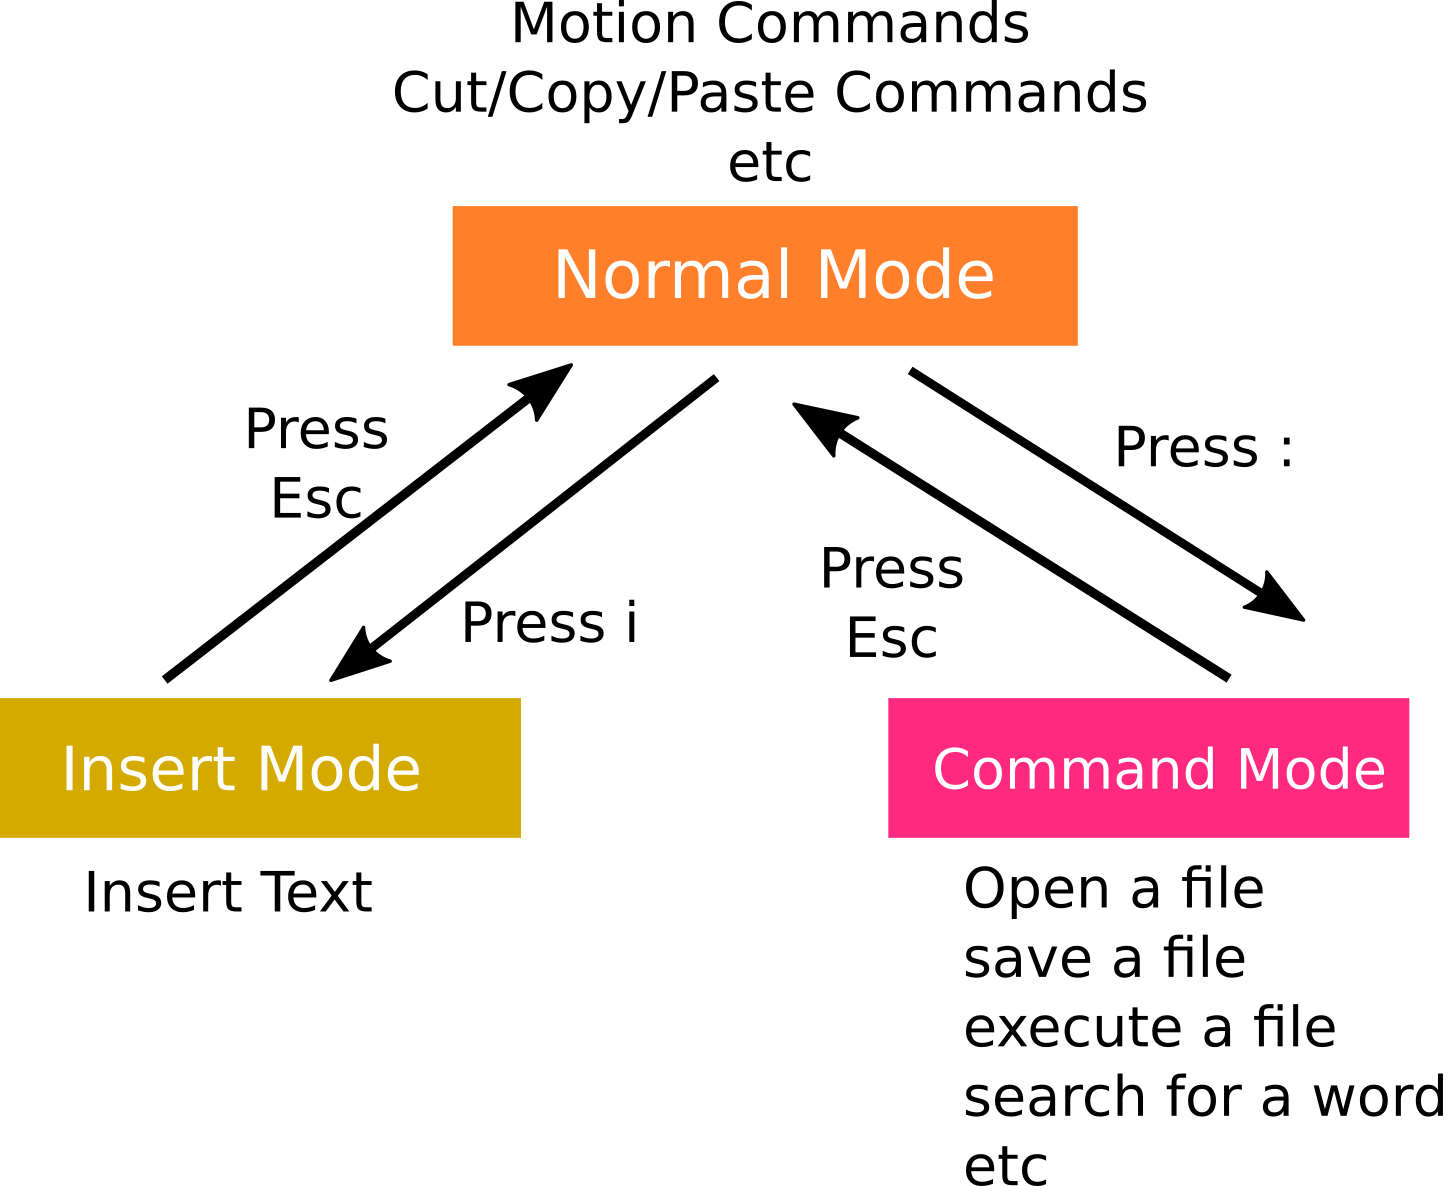 Motion Commands
Cut/Copy/Paste Commands
etc
Normal Mode
Press
Esc
Press i
Press
Esc
Press :
Insert Mode
Insert Text
Command Mode
Open a file
save a file
execute a file
search for a word
etc